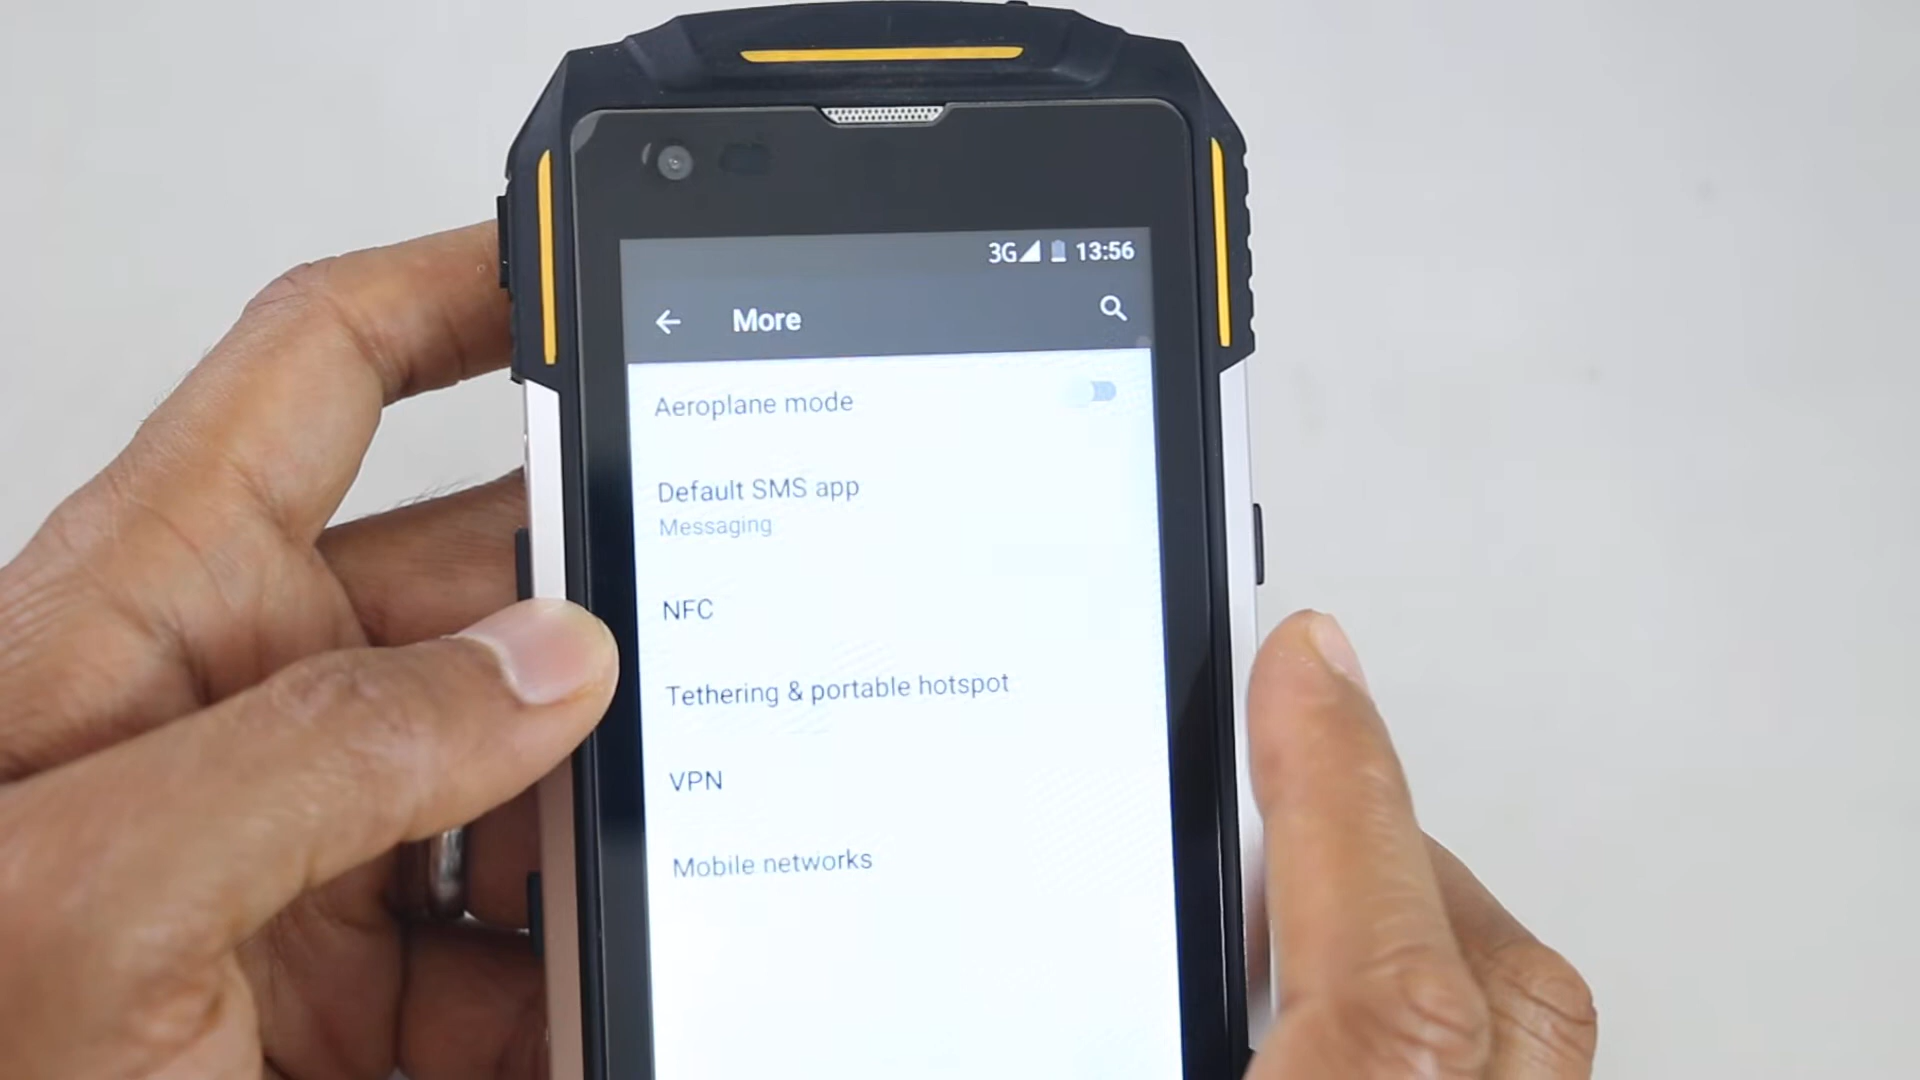 3G 13:56
More
Aeroplane mode
Default SMS app
Messaging
NFC
Tethering & portable hotspot
VPN
Mobile networks